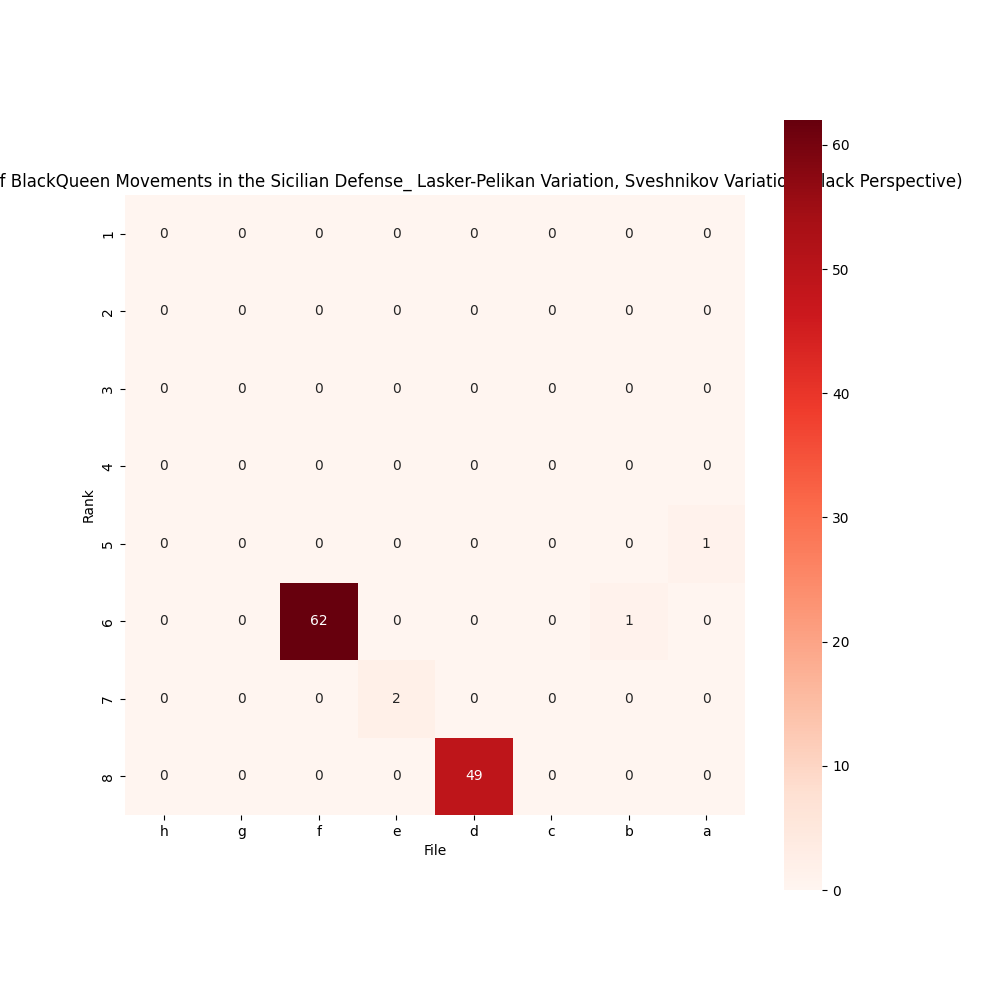 f BlackQueen Movements in the Sicilian Defense_ Lasker-Pelikan Variation, Sveshnikov Variatio lack Perspective)
60
1 0 0 0 0 0 0 0 0
50
2 0 0 0 0 0 0 0 0
3 0 0 0 0 0 0 0 0
40
4 0 0 0 0 0 0 0 0
Rank
30
5 0 0 0 0 0 0 0 1
6 0 0 62 0 0 0 1 0
20
7 0 0 0 2 0 0 0 0
10
8 0 0 0 0 49 0 0 0
h g f e d c b a
File
0